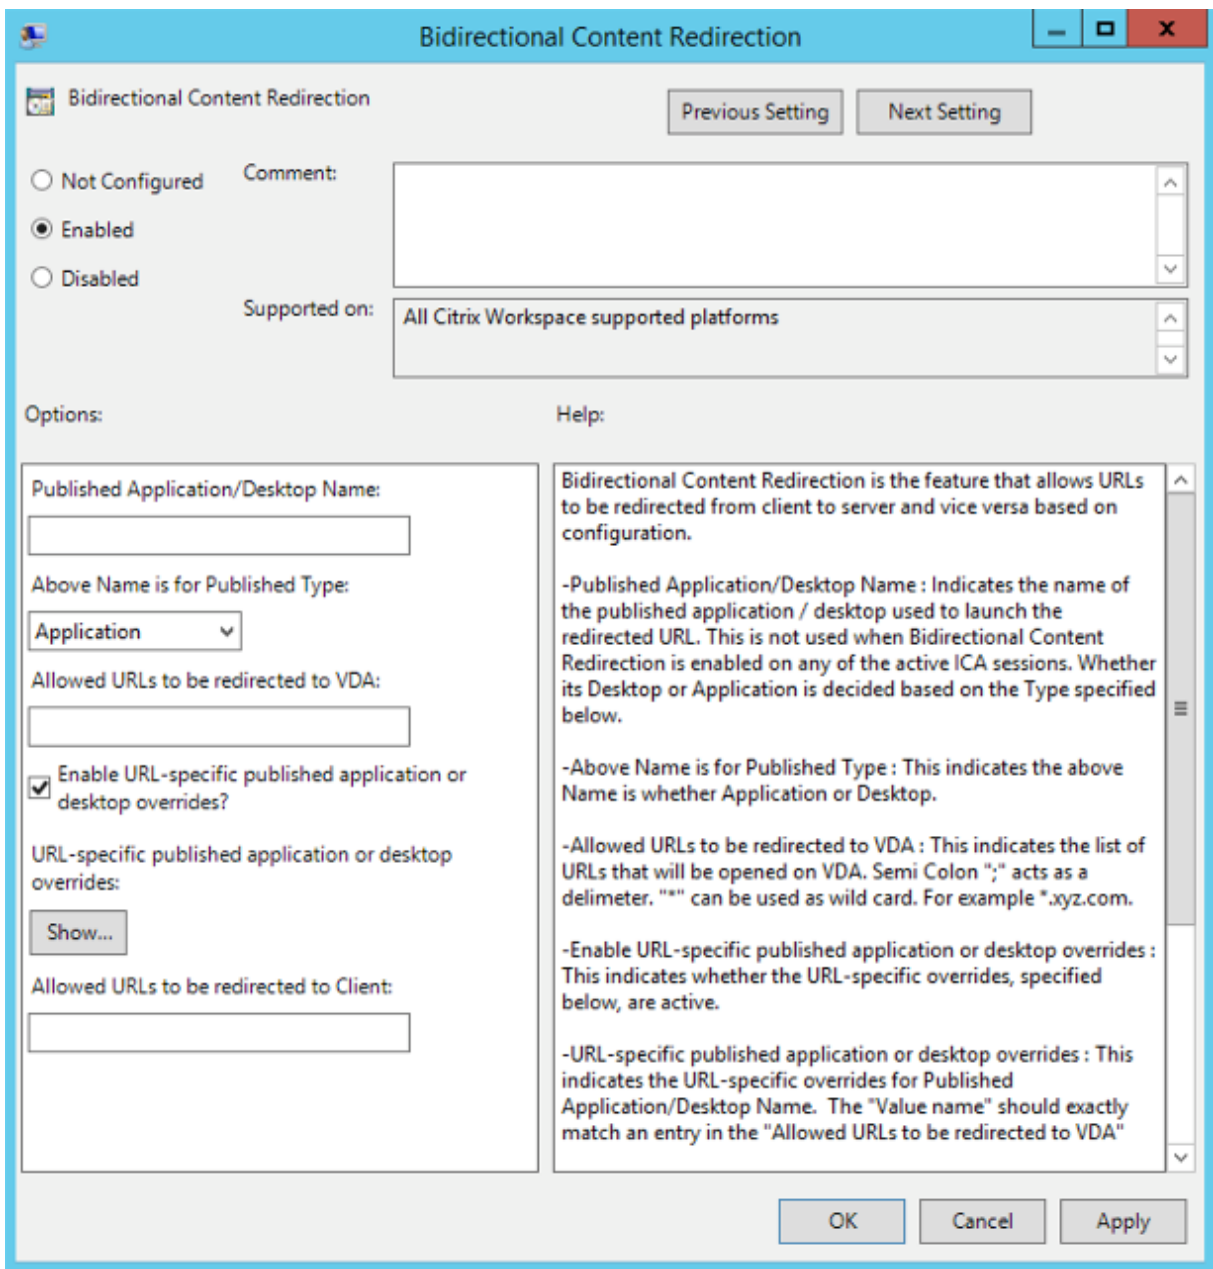 Bidirectional Content Redirection
Bidirectional Content Redirection
Previous Setting
Next Setting
Not Configured
Enabled
Disabled
Comment:
Supported on:
All Citrix Workspace supported platforms
Options:
Help:
Published Application/Desktop Name:
Above Name is for Published Type:
Application
Allowed URLs to be redirected to VDA:
Enable URL-specific published application or
desktop overrides?
URL-specific published application or desktop
overrides:
Show...
Allowed URLs to be redirected to Client:
Bidirectional Content Redirection is the feature that allows URLs
to be redirected from client to server and vice versa based on
configuration.
-Published Application/Desktop Name : Indicates the name of
the published application / desktop used to launch the
redirected URL. This is not used when Bidirectional Content
Redirection is enabled on any of the active ICA sessions. Whether
its Desktop or Application is decided based on the Type specified
below.
-Above Name is for Published Type : This indicates the above
Name is whether Application or Desktop.
-Allowed URLs to be redirected to VDA : This indicates the list of
URLs that will be opened on VDA. Semi Colon ";" acts as a
delimeter. "*" can be used as wild card. For example *.xyz.com.
-Enable URL-specific published application or desktop overrides :
This indicates whether the URL-specific overrides, specified
below, are active.
-URL-specific published application or desktop overrides : This
indicates the URL-specific overrides for Published
Application/Desktop Name.  The "Value name" should exactly
match an entry in the "Allowed URLs to be redirected to VDA"
OK
Cancel
Apply